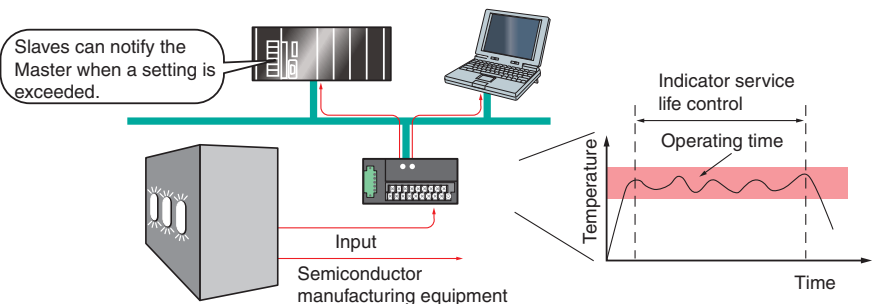 Slaves can notify the
Master when a setting is
exceeded.
Indicator service
life control
Operating time
Temperature
Time
Input
Semiconductor
manufacturing equipment